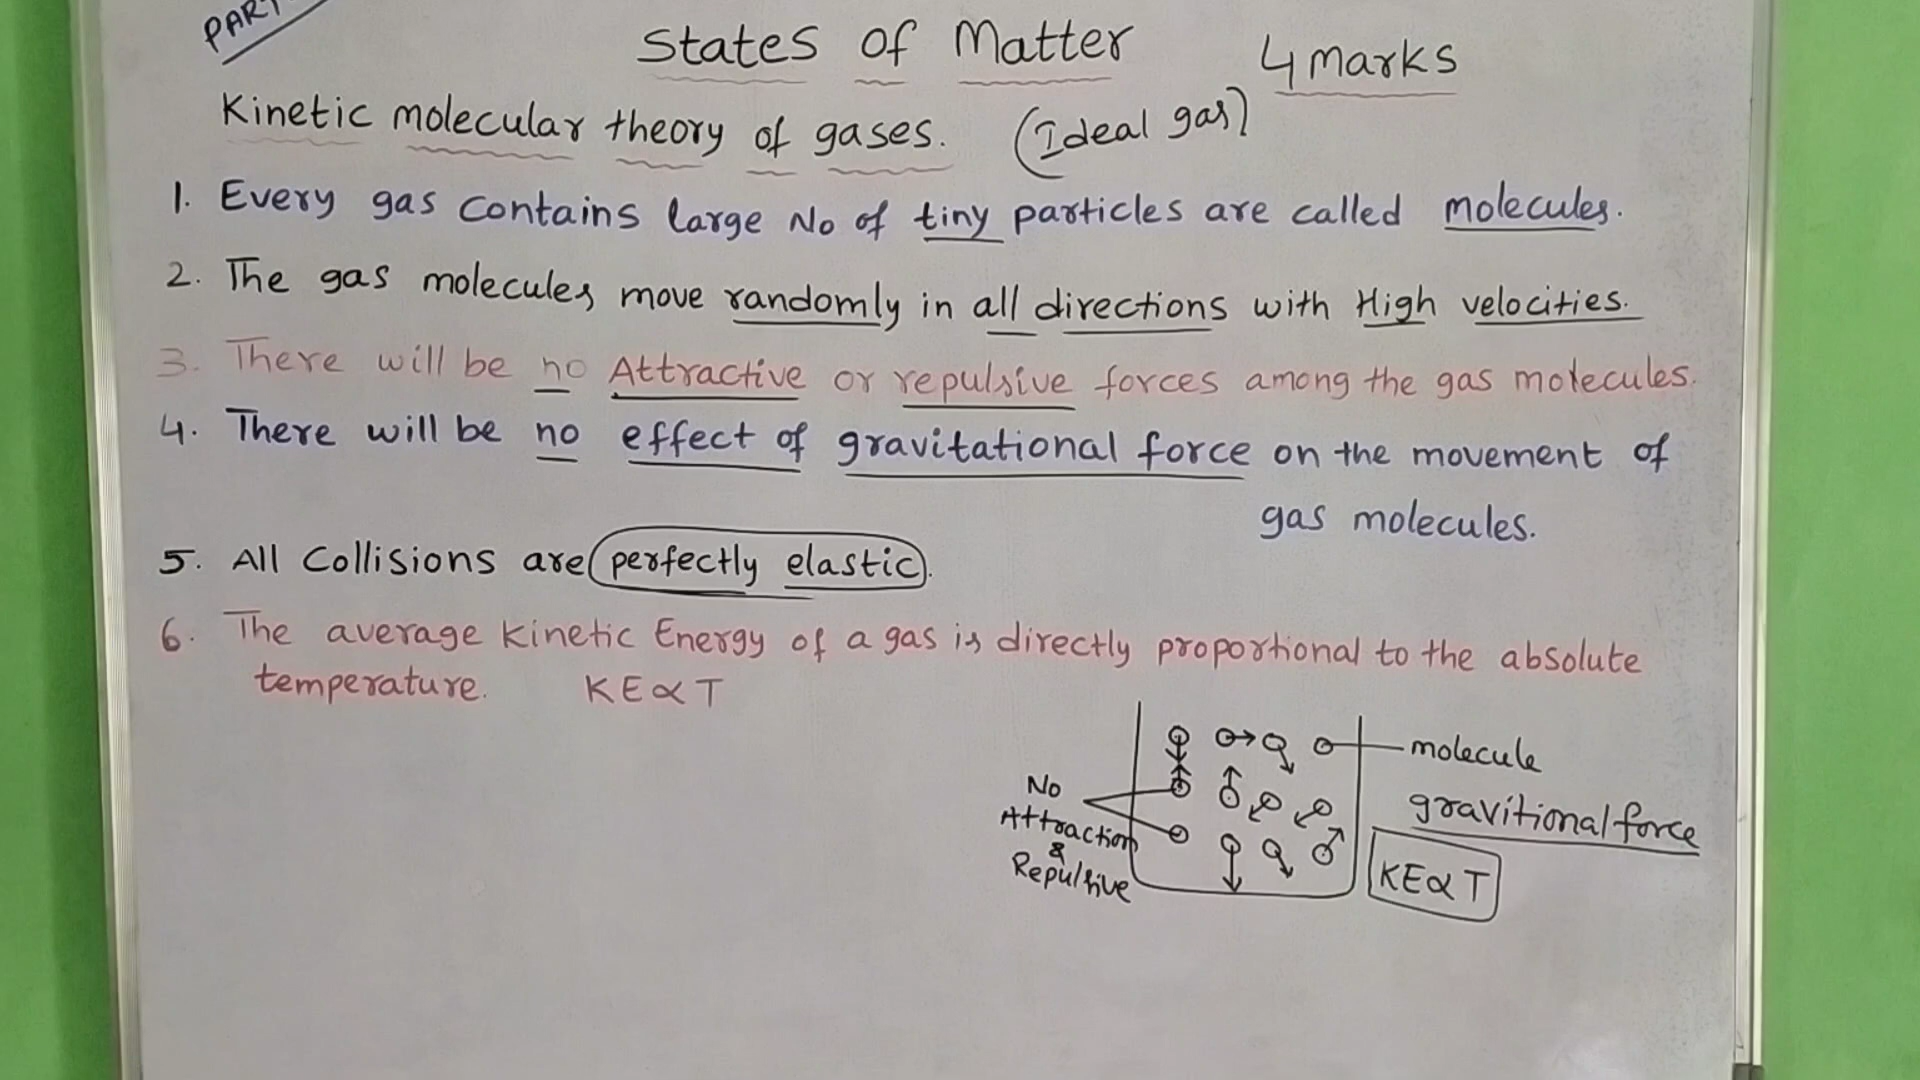 PART
States of Matter 4 marks
Kinetic molecular theory of gases. (Ideal gas)
1. Every gas contains large No of tiny particles are called molecules.
2. The gas molecules move randomly in all directions with High velocities.
3. There will be no Attractive or repulsive forces among the gas molecules.
4. There will be no effect of gravitational force on the movement of
gas molecules.
5. All Collisions are perfectly elastic.
6. The average Kinetic Energy of a gas is directly proportional to the absolute
temperature. KE∝T
molecule
No
Attraction
&
Repulsive
gravitional force
KE∝T